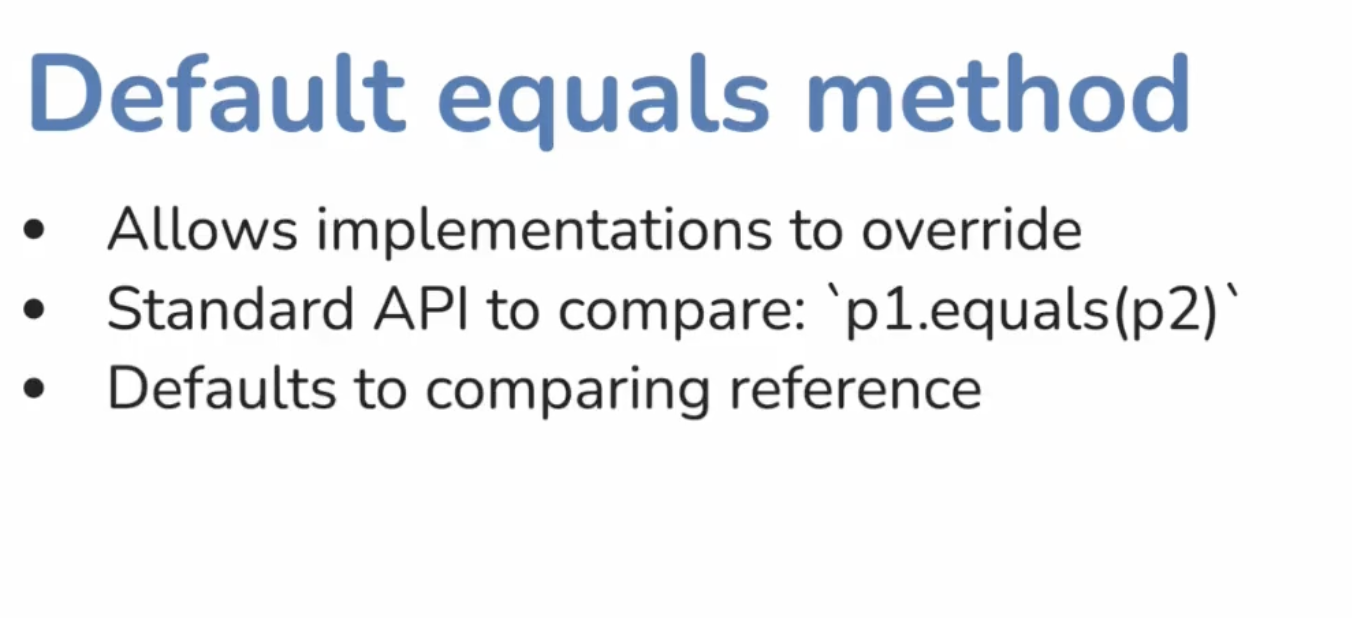 Default equals method
• Allows implementations to override
• Standard API to compare: `p1.equals(p2)`
• Defaults to comparing reference